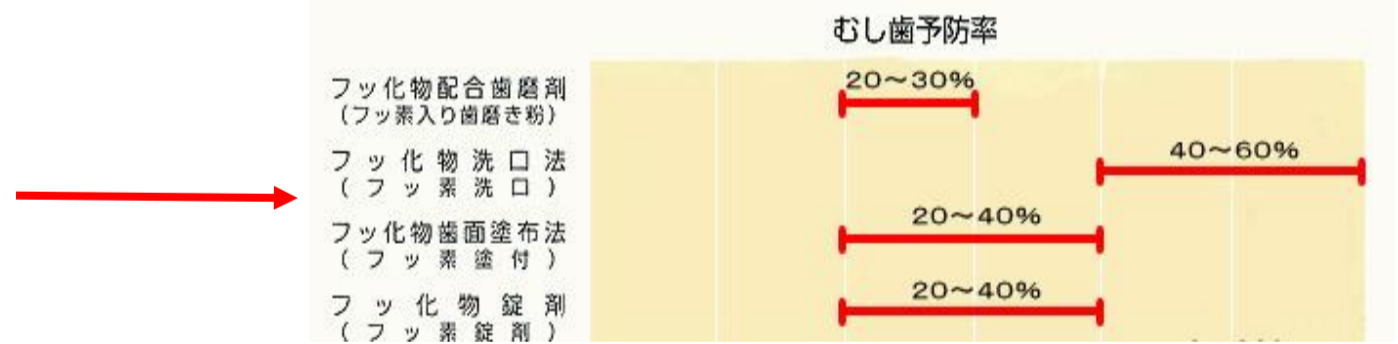 むし歯予防率
フッ化物配合歯磨剤
(フッ素入り歯磨き粉)
20〜30%
フッ化物洗口法
(フッ素洗口)
40〜60%
フッ化物歯面塗布法
(フッ素塗付)
20〜40%
フッ化物錠剤
(フッ素錠剤)
20〜40%